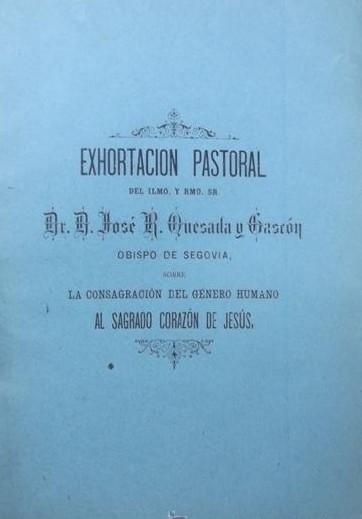 EXHORTACION PASTORAL
DEL ILMO. Y RMO. SR.
Dr. D. José R. Quesada y Gascón
OBISPO DE SEGOVIA,
SOBRE
LA CONSAGRACIÓN DEL GÉNERO HUMANO
AL SAGRADO CORAZÓN DE JESÚS,